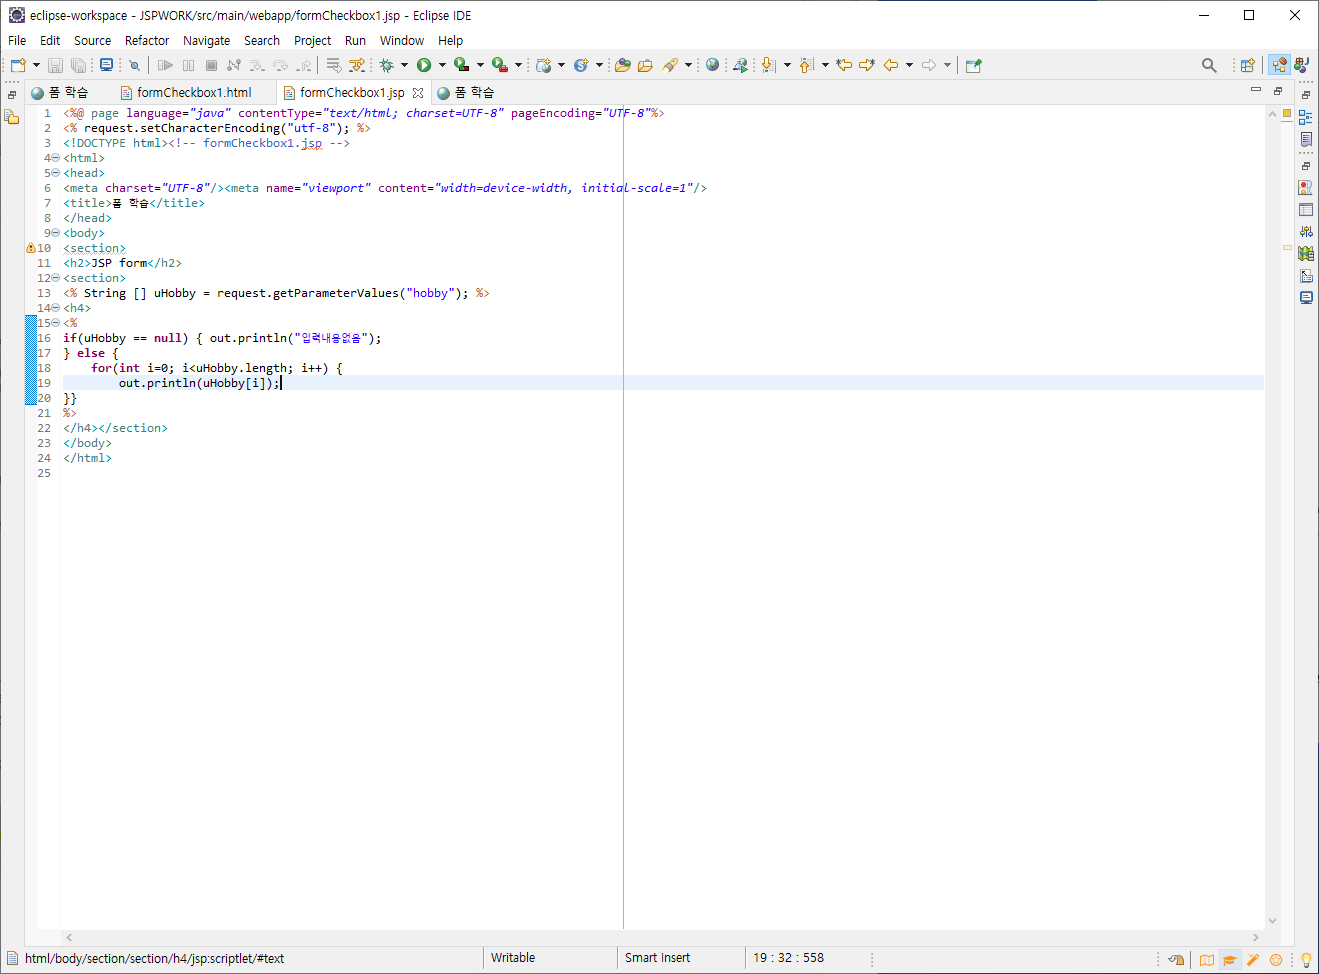 eclipse-workspace - JSPWORK/src/main/webapp/formCheckbox1.jsp - Eclipse IDE
File Edit Source Refactor Navigate Search Project Run Window Help
폼 학습 formCheckbox1.html formCheckbox1.jsp 폼 학습
1 <%@ page language="java" contentType="text/html; charset=UTF-8" pageEncoding="UTF-8"%>
2 <% request.setCharacterEncoding("utf-8"); %>
3 <!DOCTYPE html><!-- formCheckbox1.jsp -->
4 <html>
5 <head>
6 <meta charset="UTF-8"/><meta name="viewport" content="width=device-width, initial-scale=1"/>
7 <title>폼 학습</title>
8 </head>
9 <body>
10 <section>
11 <h2>JSP form</h2>
12 <section>
13 <% String [] uHobby = request.getParameterValues("hobby"); %>
14 <h4>
15 <%
16 if(uHobby == null) { out.println("입력내용없음");
17 } else {
18     for(int i=0; i<uHobby.length; i++) {
19         out.println(uHobby[i]);
20 }}
21 %>
22 </h4></section>
23 </body>
24 </html>
25
html/body/section/section/h4/jsp:scriptlet/#text Writable Smart Insert 19 : 32 : 558